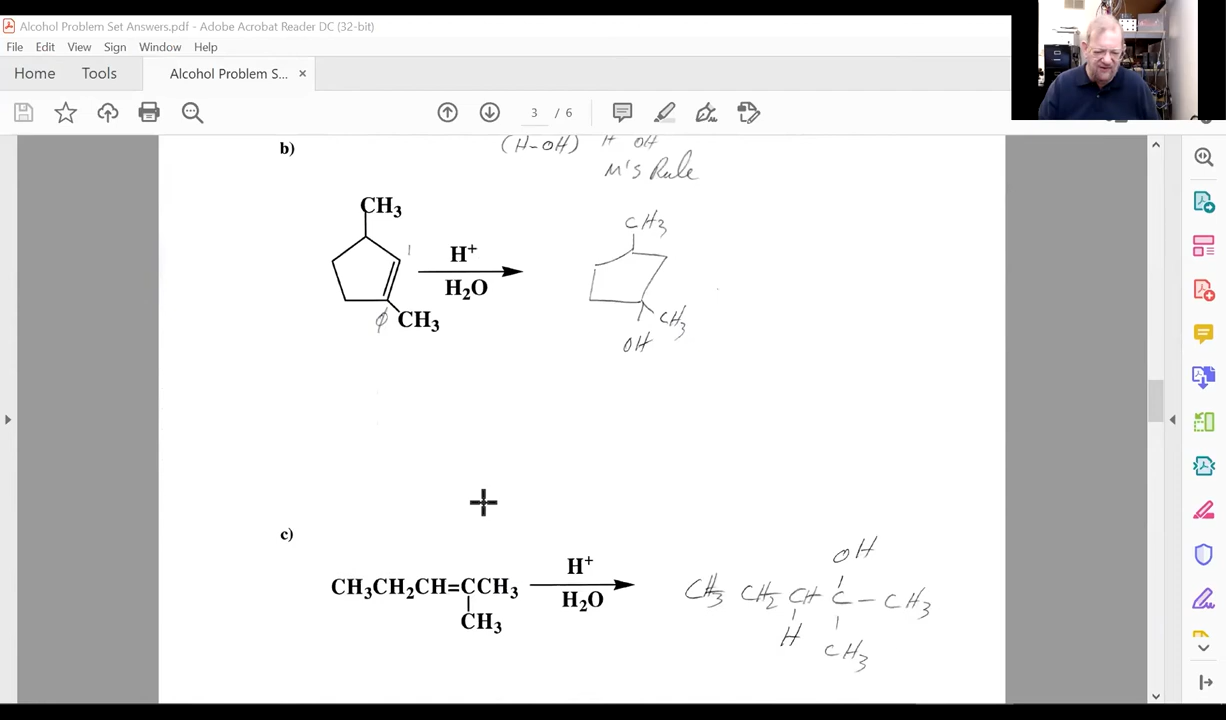 Alcohol Problem Set Answers.pdf - Adobe Acrobat Reader DC (32-bit)
File Edit View Sign Window Help
Home Tools Alcohol Problem S... ×
3 / 6
b) (H-OH) H OH
M's Rule
CH3 CH3
1
H+
H2O
φ CH3 CH3
OH
c)
OH
H+
CH3CH2CH=CCH3 CH3 CH2 CH C - CH3
H2O
CH3 H CH3